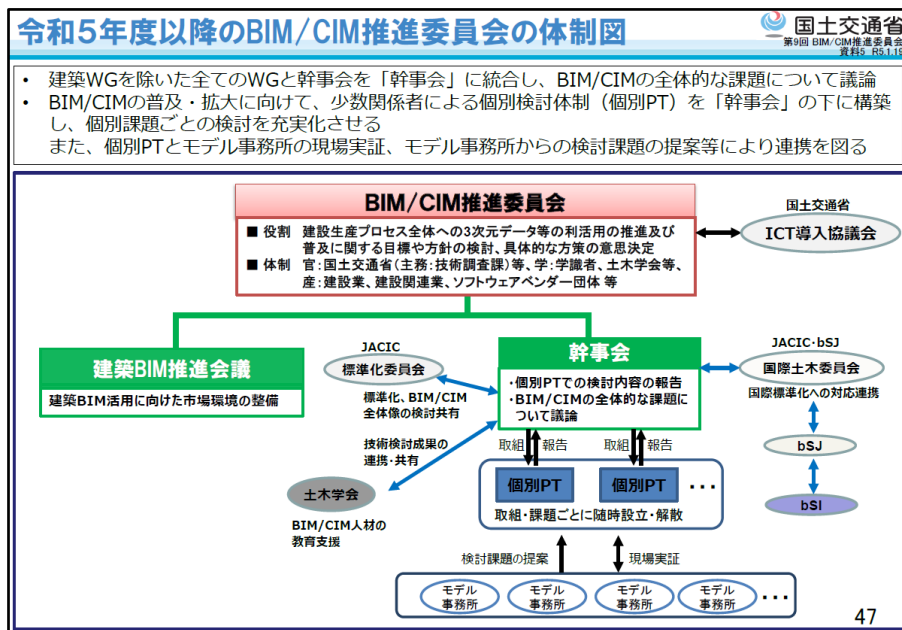 令和5年度以降のBIM/CIM推進委員会の体制図
国土交通省
第9回 BIM/CIM推進委員会
資料5 R5.1.19
・ 建築WGを除いた全てのWGと幹事会を「幹事会」に統合し、BIM/CIMの全体的な課題について議論
・ BIM/CIMの普及・拡大に向けて、少数関係者による個別検討体制（個別PT）を「幹事会」の下に構築
し、個別課題ごとの検討を充実化させる
また、個別PTとモデル事務所の現場実証、モデル事務所からの検討課題の提案等により連携を図る
BIM/CIM推進委員会
■ 役割 建設生産プロセス全体への3次元データ等の利活用の推進及び
普及に関する目標や方針の検討、具体的な方策の意思決定
■ 体制 官：国土交通省（主務：技術調査課）等、学：学識者、土木学会等、
産：建設業、建設関連業、ソフトウェアベンダー団体 等
国土交通省
ICT導入協議会
建築BIM推進会議
建築BIM活用に向けた市場環境の整備
JACIC
標準化委員会
標準化、BIM/CIM
全体像の検討共有
技術検討成果の
連携・共有
土木学会
BIM/CIM人材の
教育支援
幹事会
・個別PTでの検討内容の報告
・BIM/CIMの全体的な課題に
ついて議論
JACIC・bSJ
国際土木委員会
国際標準化への対応連携
bSJ
bSI
取組 報告 取組 報告
個別PT 個別PT ・・・
取組・課題ごとに随時設立・解散
検討課題の提案 現場実証
モデル モデル モデル モデル
事務所 事務所 事務所 事務所 ・・・
47